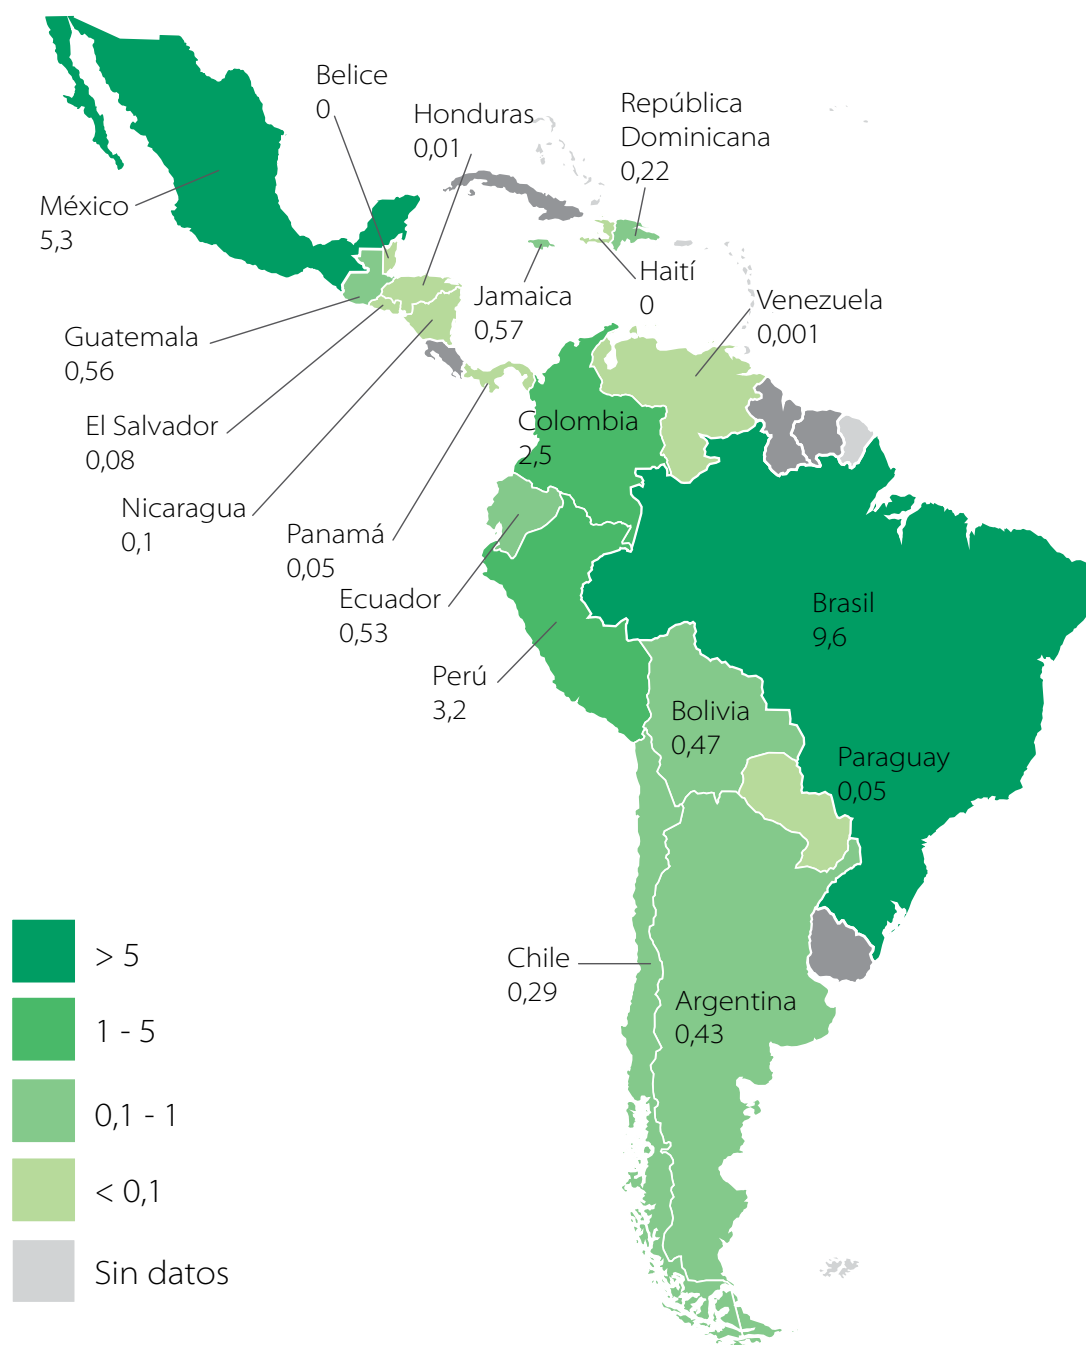 Belice
0
Honduras
0,01
República
Dominicana
0,22
México
5,3
Haití
0
Jamaica
0,57
Venezuela
0,001
Guatemala
0,56
El Salvador
0,08
Colombia
2,5
Nicaragua
0,1
Panamá
0,05
Ecuador
0,53
Brasil
9,6
Perú
3,2
Bolivia
0,47
Paraguay
0,05
Chile
0,29
Argentina
0,43
> 5
1 - 5
0,1 - 1
< 0,1
Sin datos